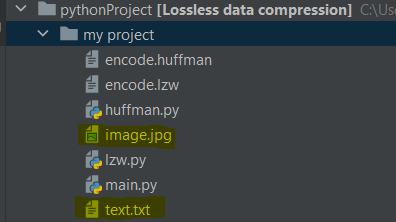 pythonProject [Lossless data compression] C:\Use
my project
encode.huffman
encode.lzw
huffman.py
image.jpg
lzw.py
main.py
text.txt